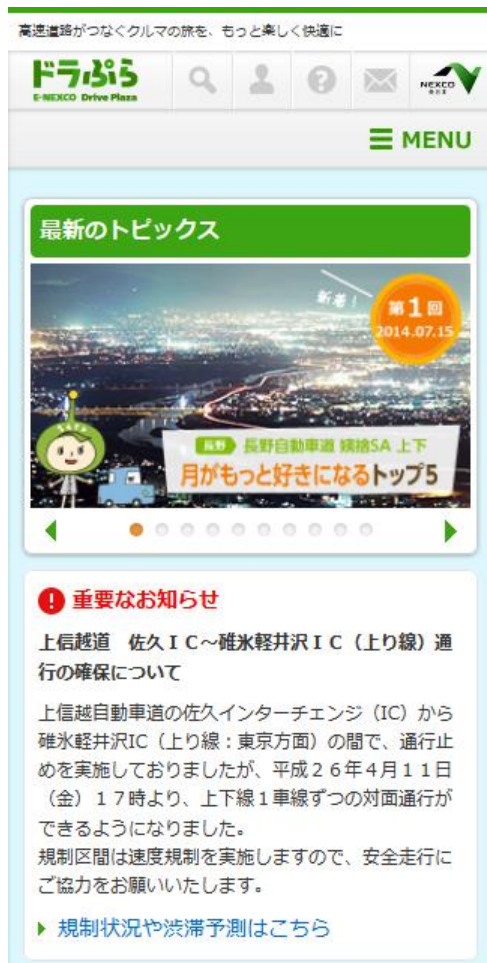 高速道路がつなぐクルマの旅を、もっと楽しく快適に
ドラぷら
E-NEXCO Drive Plaza
NEXCO
MENU
最新のトピックス
新着!
第1回
2014.07.15
長野 長野自動車道 姨捨SA 上下
月がもっと好きになるトップ5
重要なお知らせ
上信越道 佐久IC~碓氷軽井沢IC(上り線)通
行の確保について
上信越自動車道の佐久インターチェンジ(IC)から
碓氷軽井沢IC(上り線:東京方面)の間で、通行止
めを実施しておりましたが、平成26年4月11日
(金)17時より、上下線1車線ずつの対面通行が
できるようになりました。
規制区間は速度規制を実施しますので、安全走行に
ご協力をお願いいたします。
規制状況や渋滞予測はこちら